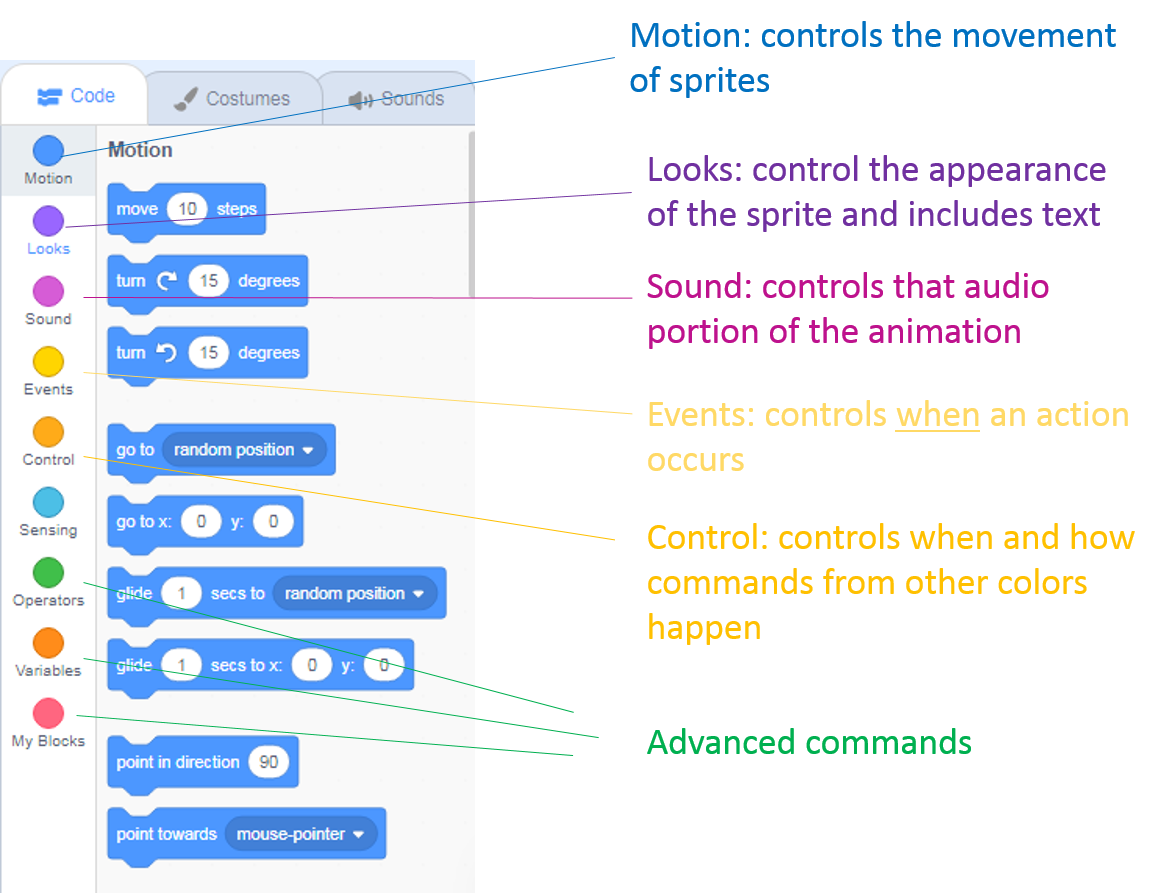 Motion: controls the movement
of sprites
Code
Costumes
Sounds
Motion
Looks
Sound
Events
Control
Sensing
Operators
Variables
My Blocks
Motion
move 10 steps
turn 15 degrees
turn 15 degrees
go to random position
go to x: 0 y: 0
glide 1 secs to random position
glide 1 secs to x: 0 y: 0
point in direction 90
point towards mouse-pointer
Looks: control the appearance
of the sprite and includes text
Sound: controls that audio
portion of the animation
Events: controls when an action
occurs
Control: controls when and how
commands from other colors
happen
Advanced commands